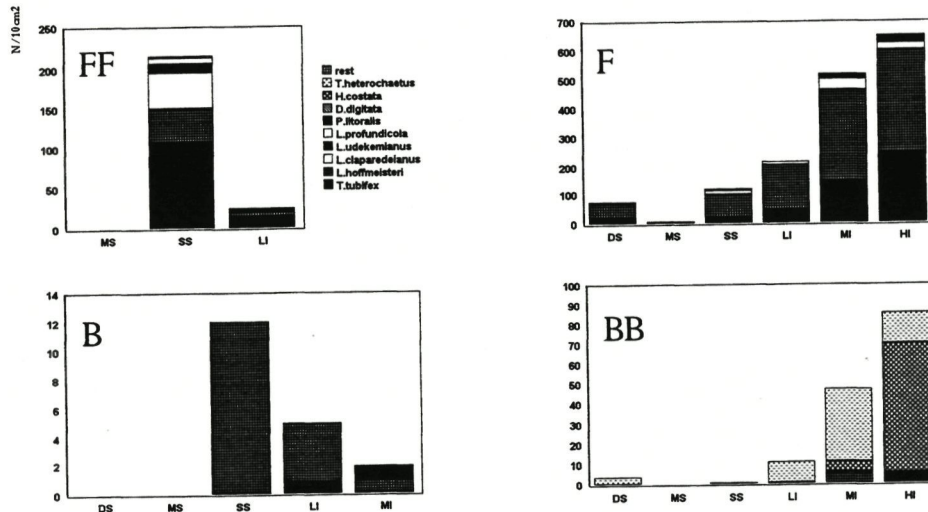 N/10cm2
FF
250
200
150
100
50
0
MS SS LI
rest
T.heterochaetus
H.costata
D.digitata
P.litoralis
L.profundicola
L.udekemianus
L.claparedeianus
L.hoffmeisteri
T.tubifex
F
700
600
500
400
300
200
100
0
DS MS SS LI MI HI
B
14
12
10
8
6
4
2
0
DS MS SS LI MI
BB
100
90
80
70
60
50
40
30
20
10
0
DS MS SS LI MI HI